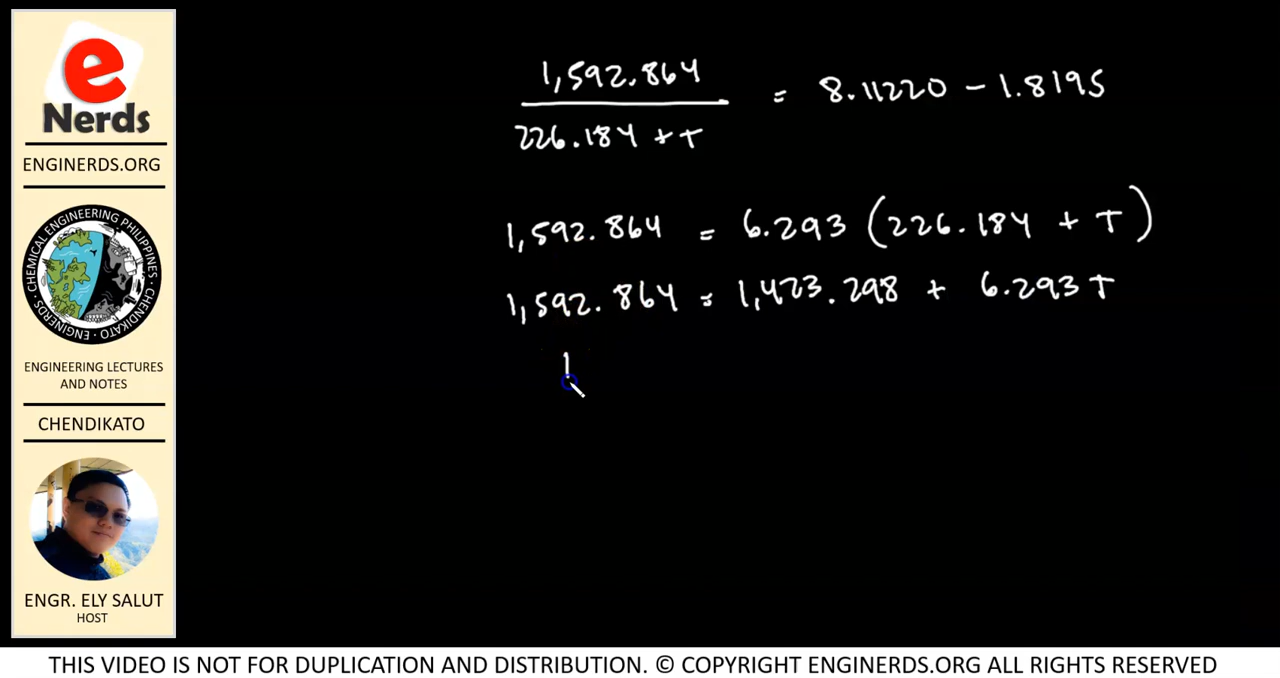 e
Nerds
ENGINERDS.ORG
CHEMICAL ENGINEERING PHILIPPINES
CHENDIKATO ENGINERDS.ORG
ENGINEERING LECTURES
AND NOTES
CHENDIKATO
ENGR. ELY SALUT
HOST
1,592.864
226.184 + T
= 8.11220 - 1.8195
1,592.864 = 6.293 (226.184 + T)
1,592.864 = 1,423.298 + 6.293 T
1
THIS VIDEO IS NOT FOR DUPLICATION AND DISTRIBUTION. © COPYRIGHT ENGINERDS.ORG ALL RIGHTS RESERVED